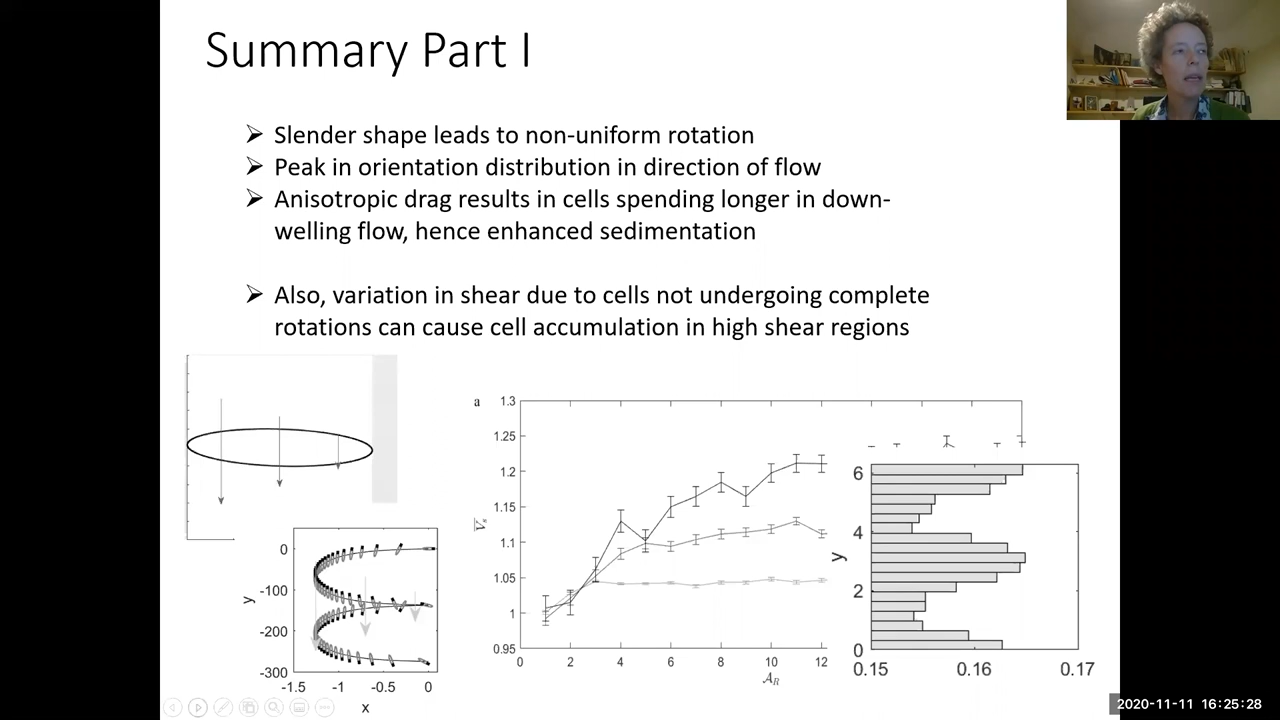 Summary Part I
➢ Slender shape leads to non-uniform rotation
➢ Peak in orientation distribution in direction of flow
➢ Anisotropic drag results in cells spending longer in down-
welling flow, hence enhanced sedimentation
➢ Also, variation in shear due to cells not undergoing complete
rotations can cause cell accumulation in high shear regions
a
1.3
1.25
1.2
1.15
1.1
1.05
1
0.95
0 2 4 6 8 10 12
A_R
y
0
-100
-200
-300
-1.5 -1 -0.5 0
x
y
6
4
2
0
0.15 0.16 0.17
2020-11-11 16:25:28